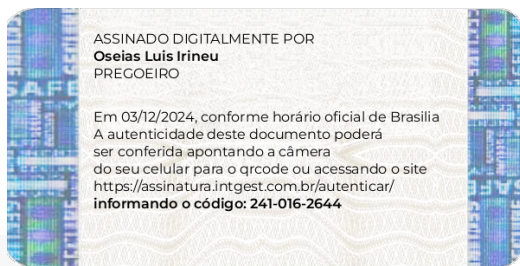 ASSINADO DIGITALMENTE POR
Oseias Luis Irineu
PREGOEIRO
Em 03/12/2024, conforme horário oficial de Brasilia
A autenticidade deste documento poderá
ser conferida apontando a câmera
do seu celular para o qrcode ou acessando o site
https://assinatura.intgest.com.br/autenticar/
informando o código: 241-016-2644